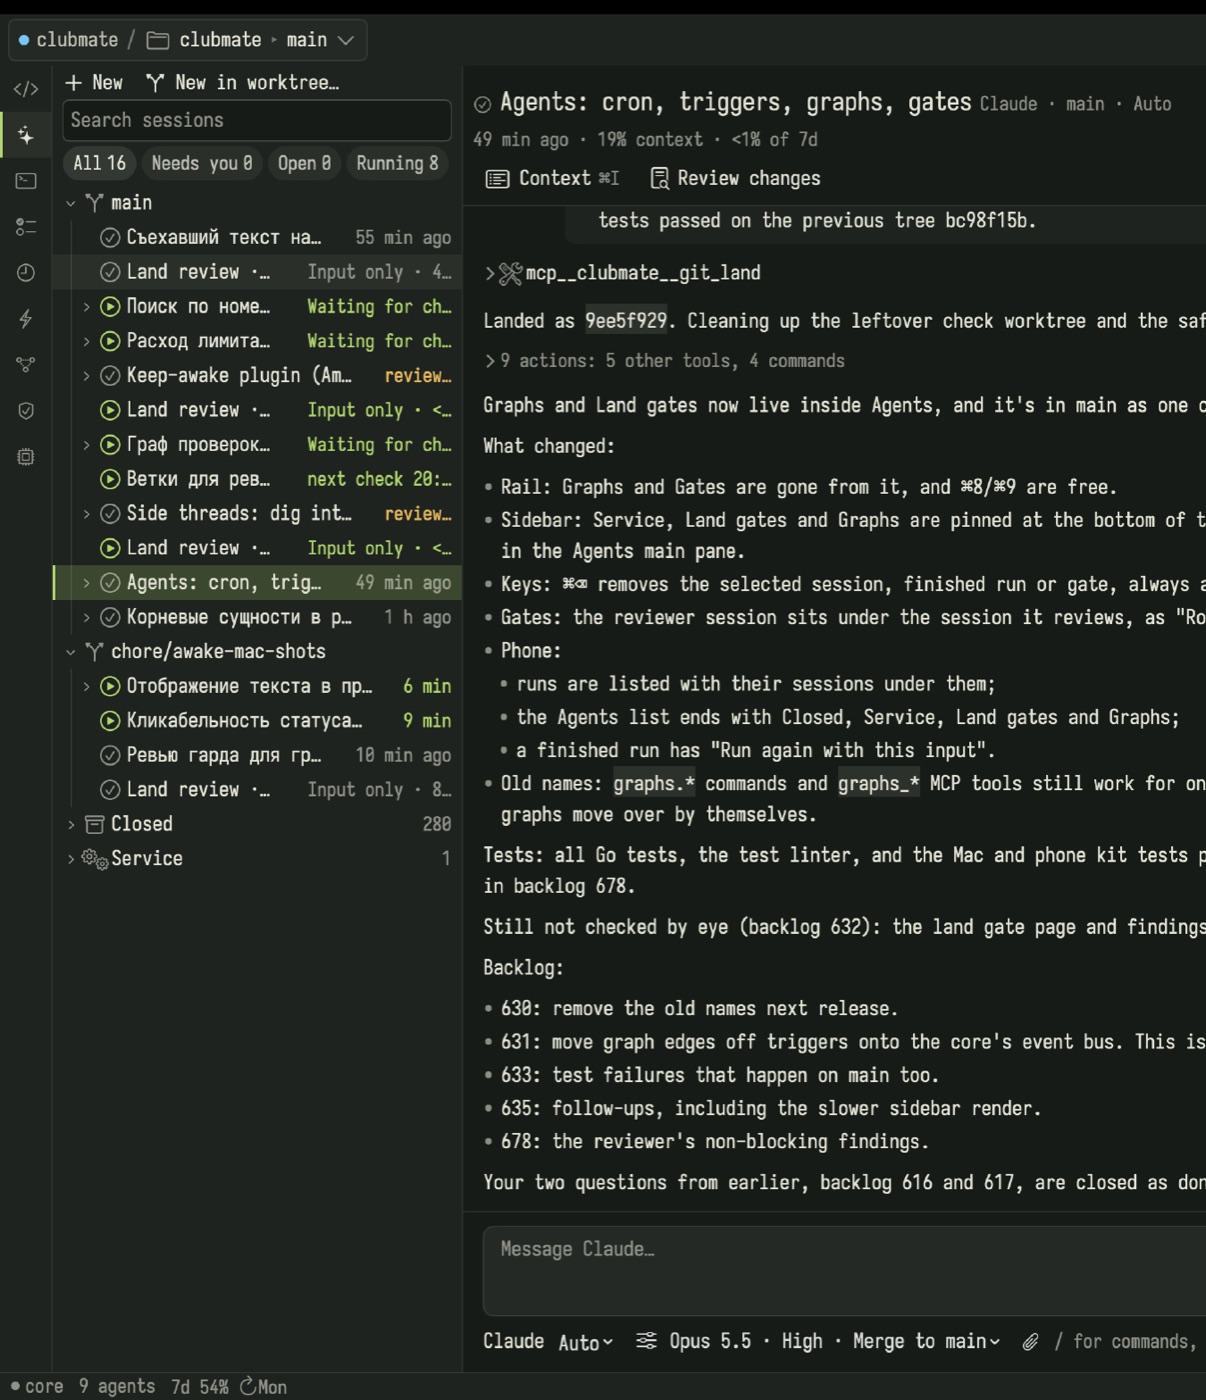 clubmate / clubmate ▸ main
+ New New in worktree…
Search sessions
All 16 Needs you 0 Open 0 Running 8
main
Съехавший текст на… 55 min ago
Land review ·… Input only · 4…
Поиск по номе… Waiting for ch…
Расход лимита… Waiting for ch…
Keep-awake plugin (Am… review…
Land review ·… Input only · <…
Граф проверок… Waiting for ch…
Ветки для рев… next check 20:…
Side threads: dig int… review…
Land review ·… Input only · <…
Agents: cron, trig… 49 min ago
Корневые сущности в р… 1 h ago
chore/awake-mac-shots
Отображение текста в пр… 6 min
Кликабельность статуса… 9 min
Ревью гарда для гр… 10 min ago
Land review ·… Input only · 8…
Closed 280
Service 1
Agents: cron, triggers, graphs, gates Claude · main · Auto
49 min ago · 19% context · <1% of 7d
Context ⌘I Review changes
tests passed on the previous tree bc98f15b.
mcp__clubmate__git_land
Landed as 9ee5f929. Cleaning up the leftover check worktree and the saf
9 actions: 5 other tools, 4 commands
Graphs and Land gates now live inside Agents, and it's in main as one c
What changed:
• Rail: Graphs and Gates are gone from it, and ⌘8/⌘9 are free.
• Sidebar: Service, Land gates and Graphs are pinned at the bottom of t
in the Agents main pane.
• Keys: ⌘⌫ removes the selected session, finished run or gate, always a
• Gates: the reviewer session sits under the session it reviews, as "Ro
• Phone:
• runs are listed with their sessions under them;
• the Agents list ends with Closed, Service, Land gates and Graphs;
• a finished run has "Run again with this input".
• Old names: graphs.* commands and graphs_* MCP tools still work for on
graphs move over by themselves.
Tests: all Go tests, the test linter, and the Mac and phone kit tests p
in backlog 678.
Still not checked by eye (backlog 632): the land gate page and findings
Backlog:
• 630: remove the old names next release.
• 631: move graph edges off triggers onto the core's event bus. This is
• 633: test failures that happen on main too.
• 635: follow-ups, including the slower sidebar render.
• 678: the reviewer's non-blocking findings.
Your two questions from earlier, backlog 616 and 617, are closed as don
Message Claude…
Claude Auto Opus 5.5 · High · Merge to main / for commands,
core 9 agents 7d 54% Mon